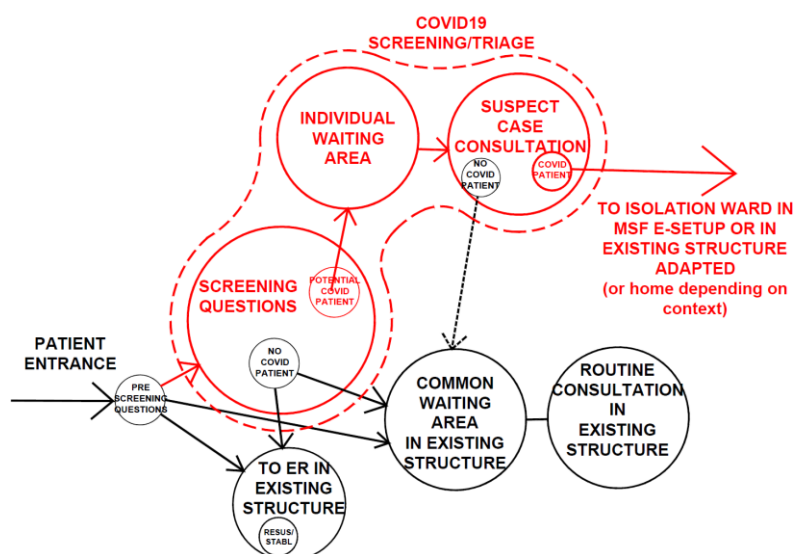 COVID19
SCREENING/TRIAGE
INDIVIDUAL
WAITING
AREA
SUSPECT
CASE
CONSULTATION
NO
COVID
PATIENT
COVID
PATIENT
TO ISOLATION WARD IN
MSF E-SETUP OR IN
EXISTING STRUCTURE
ADAPTED
(or home depending on
context)
SCREENING
QUESTIONS
POTENTIAL
COVID
PATIENT
NO
COVID
PATIENT
PATIENT
ENTRANCE
PRE
SCREENING
QUESTIONS
COMMON
WAITING
AREA
IN EXISTING
STRUCTURE
ROUTINE
CONSULTATION
IN
EXISTING
STRUCTURE
TO ER IN
EXISTING
STRUCTURE
RESUS/
STABL